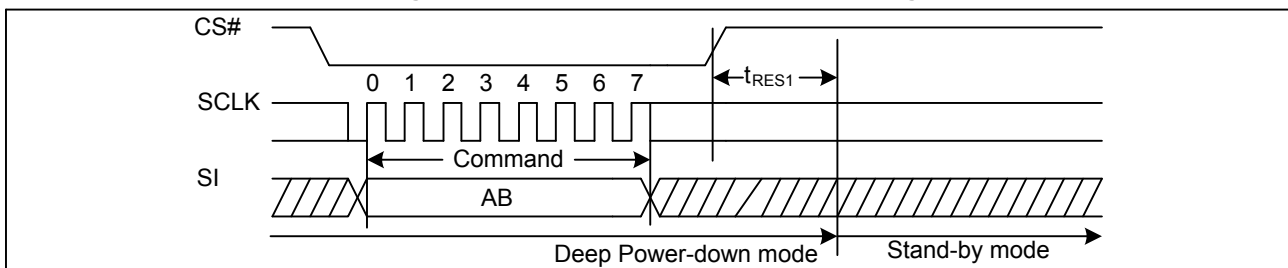 CS#
tRES1
0 1 2 3 4 5 6 7
SCLK
Command
SI
AB
Deep Power-down mode Stand-by mode